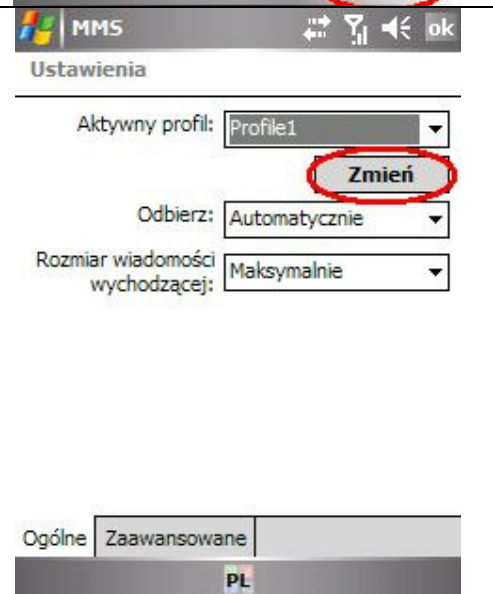 MMS ok
Ustawienia
Aktywny profil: Profile1
Zmień
Odbierz: Automatycznie
Rozmiar wiadomości
wychodzącej: Maksymalnie
Ogólne Zaawansowane
PL